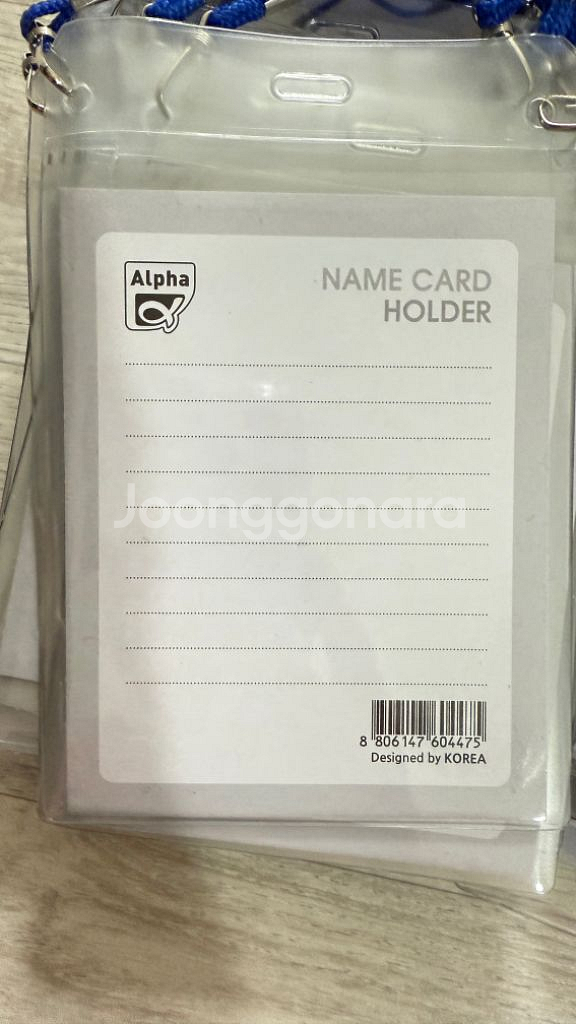 Alpha
NAME CARD
HOLDER
Joonggonara
8 806147 604475
Designed by KOREA